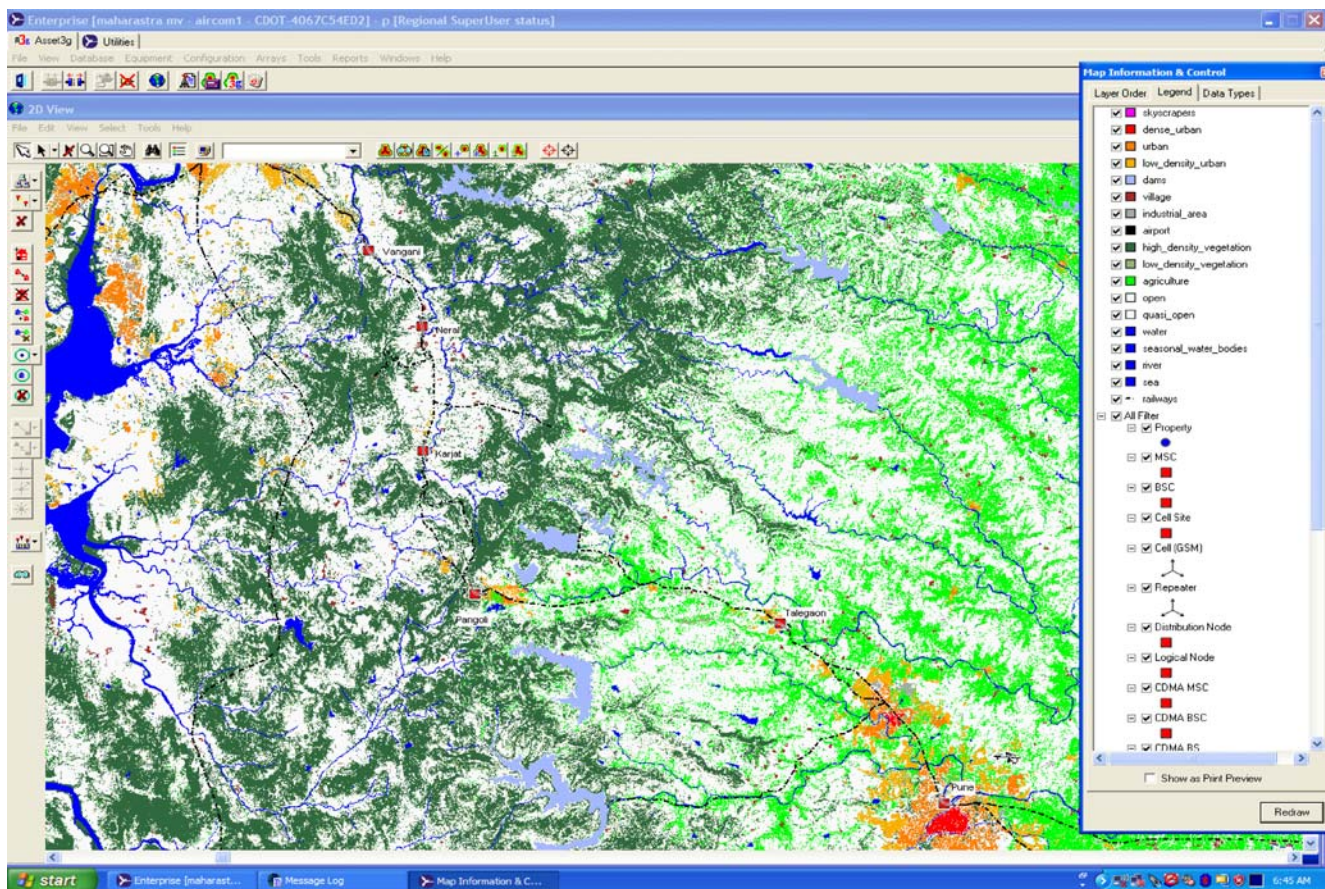 Enterprise [maharastra mv - aircom1 - CDOT-4067C54ED2] - p [Regional SuperUser status]
Asset3g Utilities
File View Database Equipment Configuration Arrays Tools Reports Windows Help
2D View
File Edit View Select Tools Help
Vangani
Neral
Karjat
Pangoli
Talegaon
Pune
Map Information & Control
Layer Order Legend Data Types
skyscrapers
dense_urban
urban
low_density_urban
dams
village
industrial_area
airport
high_density_vegetation
low_density_vegetation
agriculture
open
quasi_open
water
seasonal_water_bodies
river
sea
railways
All Filter
Property
MSC
BSC
Cell Site
Cell (GSM)
Repeater
Distribution Node
Logical Node
CDMA MSC
CDMA BSC
CDMA BS
Show as Print Preview
Redraw
start Enterprise [maharast... Message Log Map Information & C... 6:45 AM